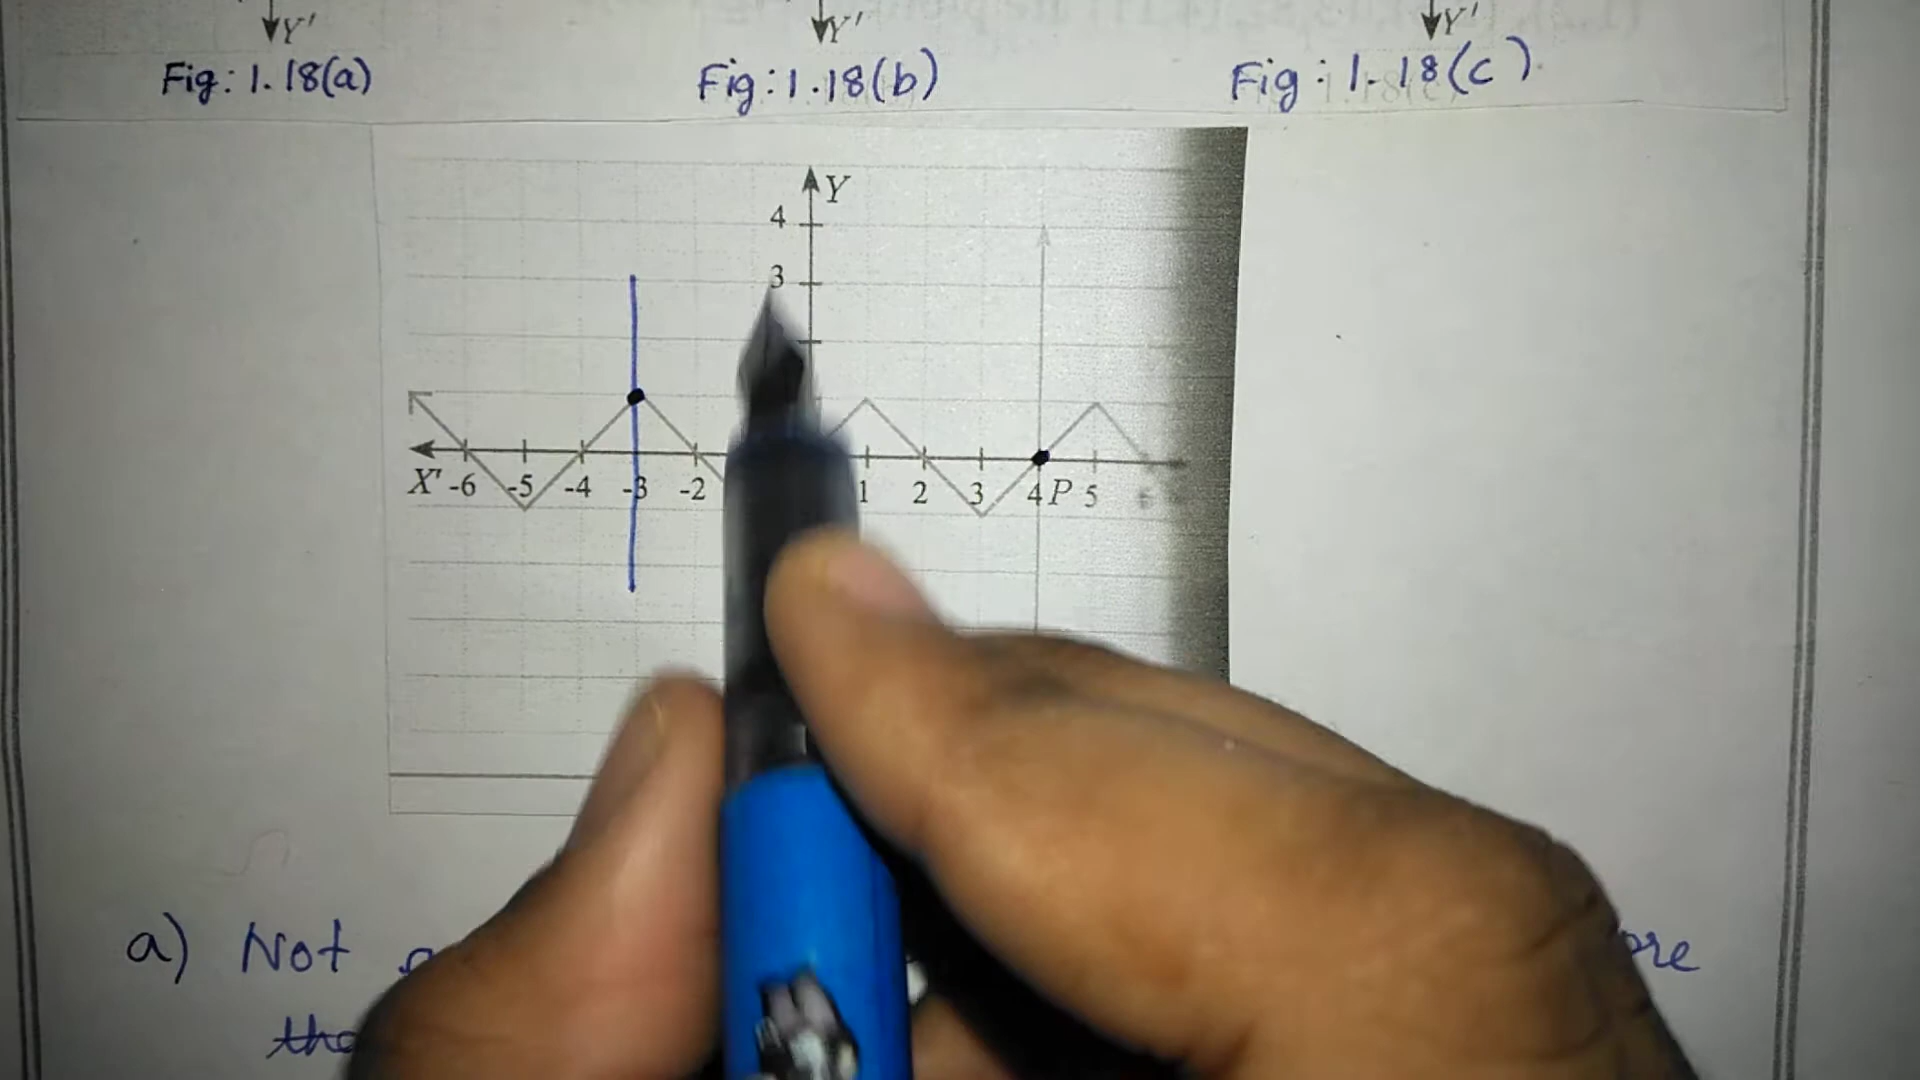 Y' Y' Y'
Fig: 1.18(a) Fig: 1.18(b) Fig: 1.18(c)
Y
4
3
X' -6 -5 -4 -3 -2 1 2 3 4 P 5
a) Not